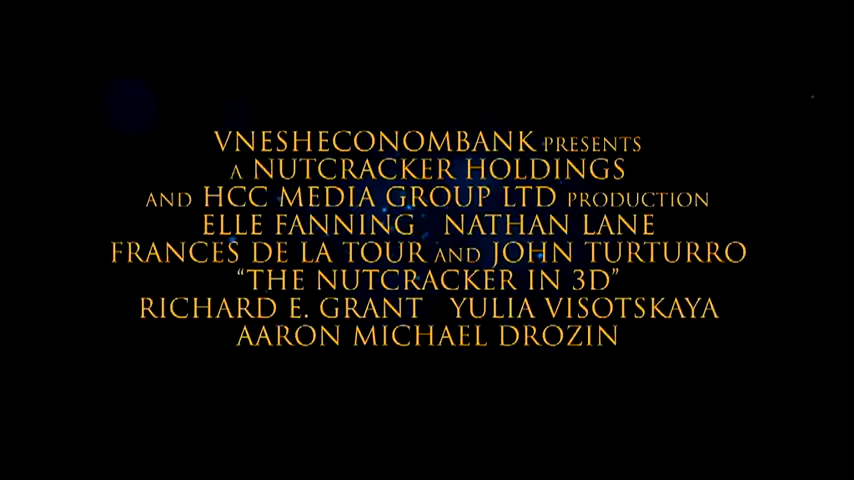 VNESHECONOMBANK PRESENTS
A NUTCRACKER HOLDINGS
AND HCC MEDIA GROUP LTD PRODUCTION
ELLE FANNING NATHAN LANE
FRANCES DE LA TOUR AND JOHN TURTURRO
“THE NUTCRACKER IN 3D”
RICHARD E. GRANT YULIA VISOTSKAYA
AARON MICHAEL DROZIN